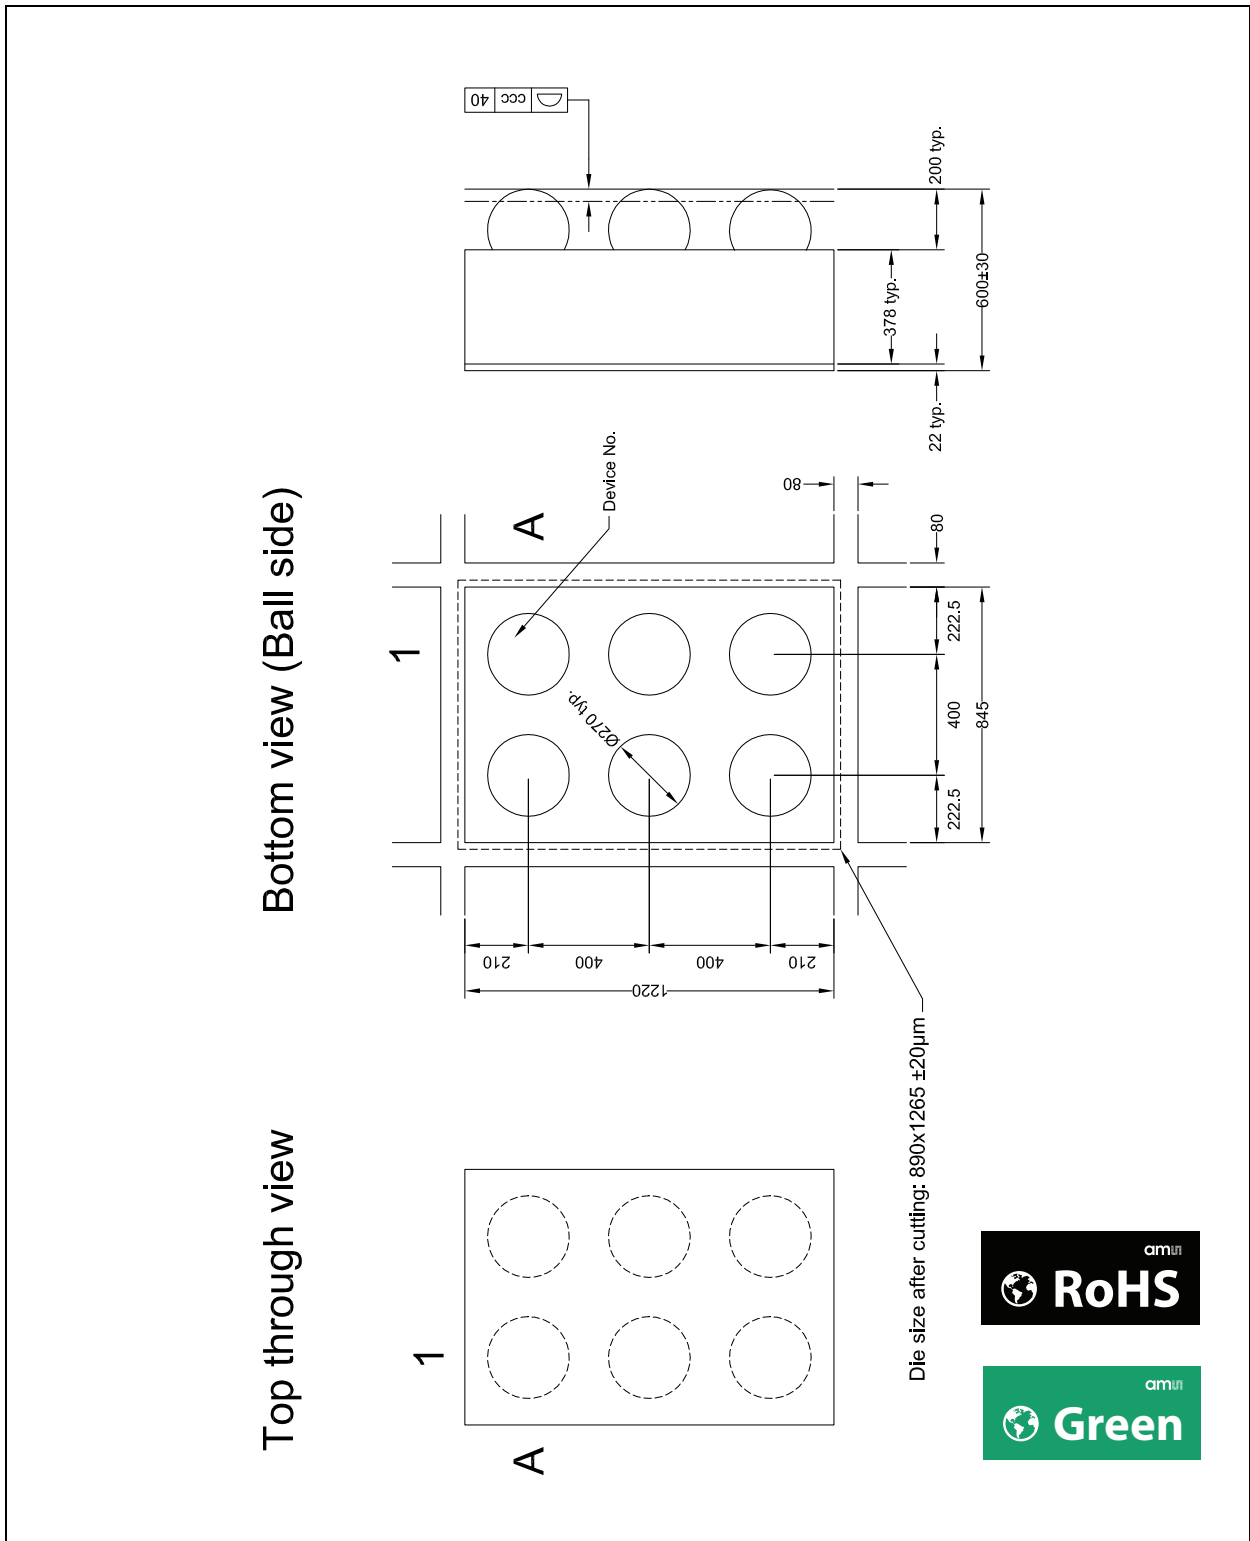 Top through view
1
A
Bottom view (Ball side)
1
A
Device No.
Ø270 typ.
210
400
400
210
1220
222.5
400
222.5
845
80
80
Die size after cutting: 890x1265 ±20µm
40
ccc
200 typ.
378 typ.
600±30
22 typ.
ams
RoHS
ams
Green